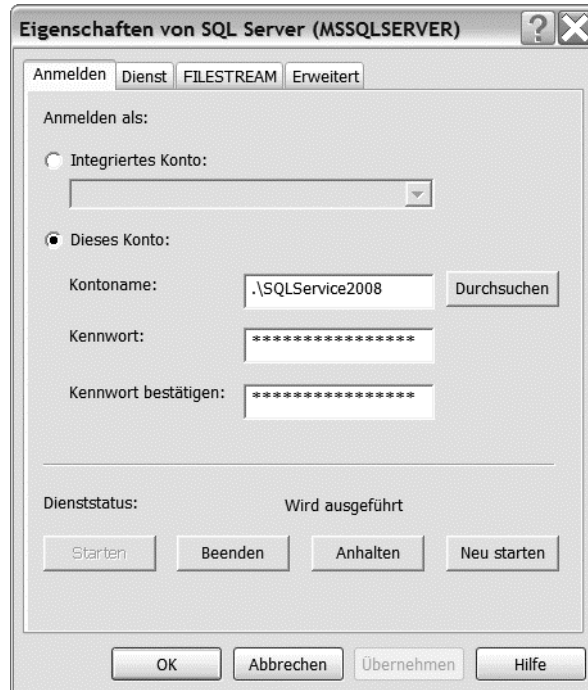 Eigenschaften von SQL Server (MSSQLSERVER)
Anmelden Dienst FILESTREAM Erweitert
Anmelden als:
Integriertes Konto:
Dieses Konto:
Kontoname: .\SQLService2008 Durchsuchen
Kennwort: ****************
Kennwort bestätigen: ****************
Dienststatus: Wird ausgeführt
Starten Beenden Anhalten Neu starten
OK Abbrechen Übernehmen Hilfe